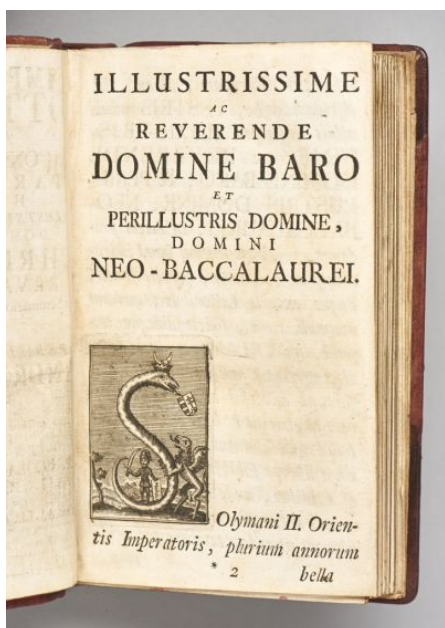 ILLUSTRISSIME
AC
REVERENDE
DOMINE BARO
ET
PERILLUSTRIS DOMINE,
DOMINI
NEO-BACCALAUREI.
SOlymani II. Orien-
tis Imperatoris, plurium annorum
* 2 bella